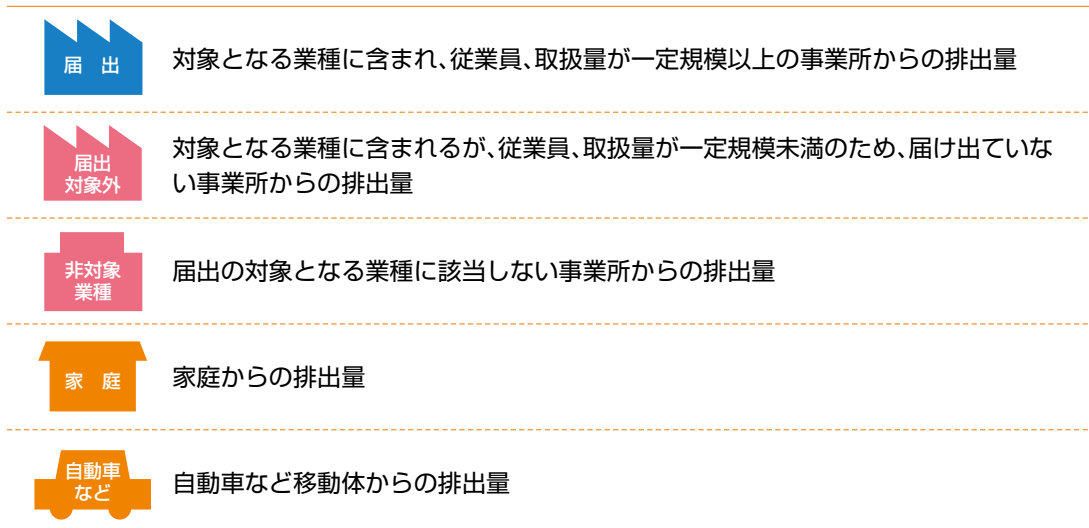 届 出
対象となる業種に含まれ、従業員、取扱量が一定規模以上の事業所からの排出量
届出
対象外
対象となる業種に含まれるが、従業員、取扱量が一定規模未満のため、届け出ていな
い事業所からの排出量
非対象
業種
届出の対象となる業種に該当しない事業所からの排出量
家 庭
家庭からの排出量
自動車
など
自動車など移動体からの排出量